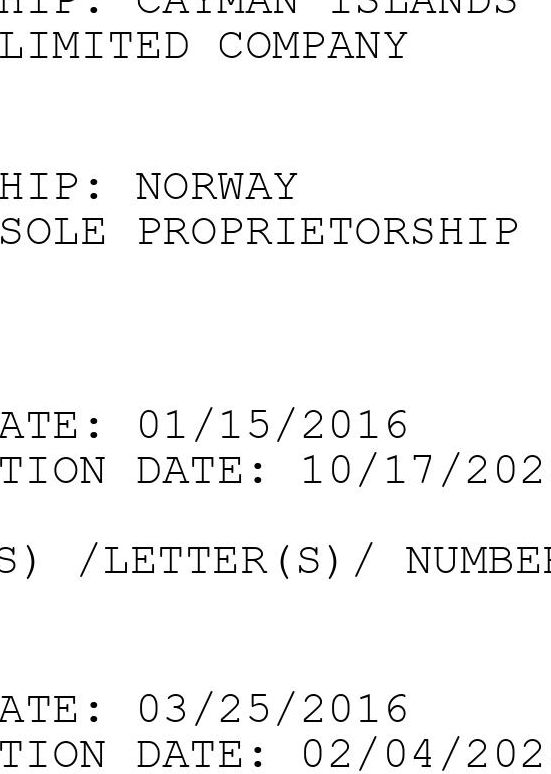 HIP: CAYMAN ISLANDS
LIMITED COMPANY
HIP: NORWAY
SOLE PROPRIETORSHIP
ATE: 01/15/2016
TION DATE: 10/17/202
S) /LETTER(S)/ NUMBER
ATE: 03/25/2016
TION DATE: 02/04/202